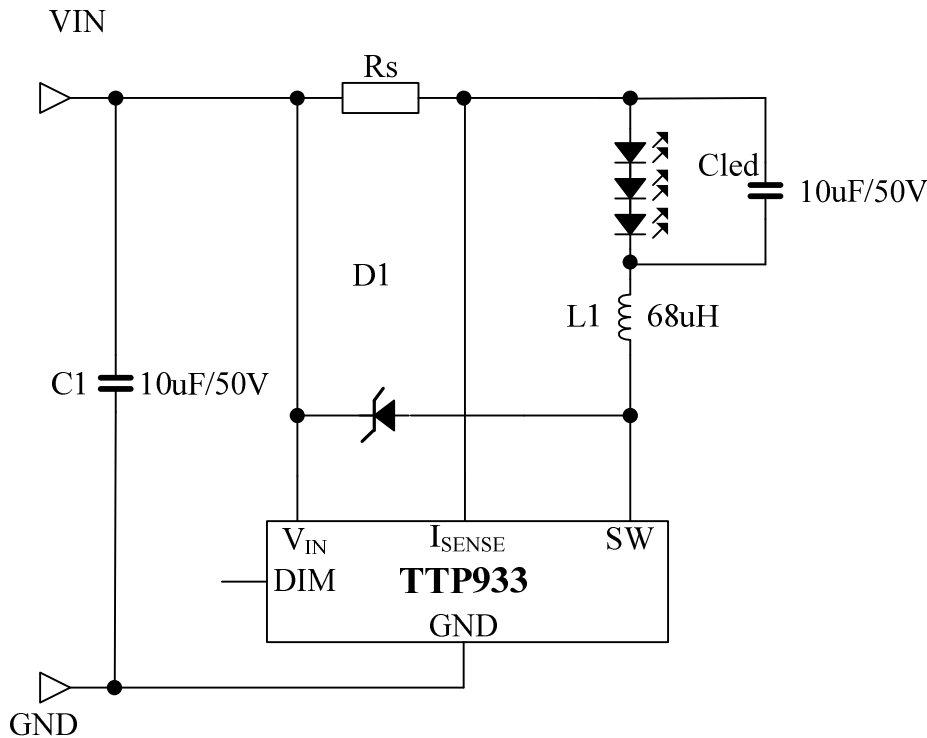 VIN
Rs
Cled
10uF/50V
D1
L1
68uH
C1
10uF/50V
VIN
ISENSE
SW
DIM
TTP933
GND
GND